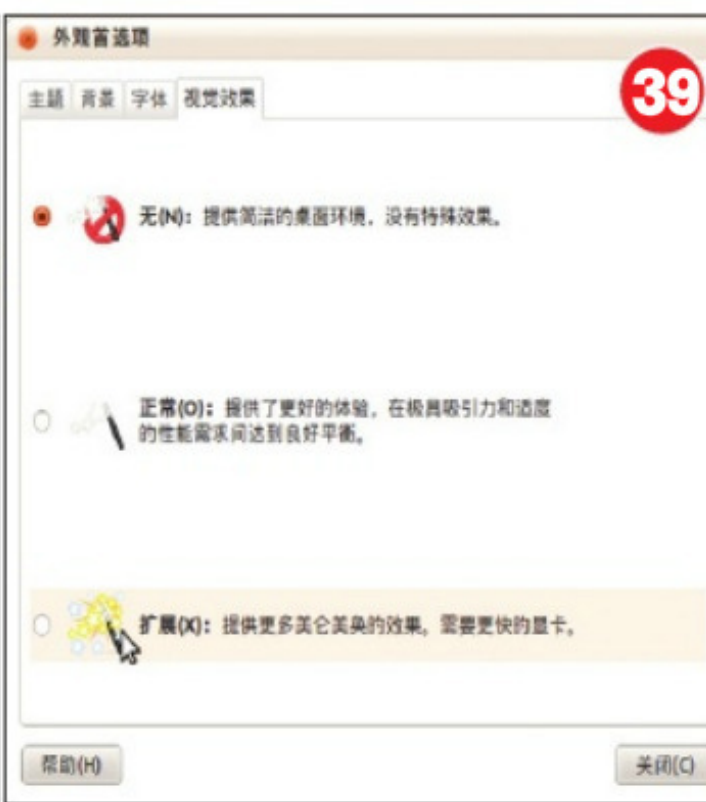 外观首选项
39
主题 背景 字体 视觉效果
无(N)：提供简洁的桌面环境，没有特殊效果。
正常(O)：提供了更好的体验，在极具吸引力和适度
的性能需求间达到良好平衡。
扩展(X)：提供更多美仑美奂的效果。需要更快的显卡。
帮助(H) 关闭(C)